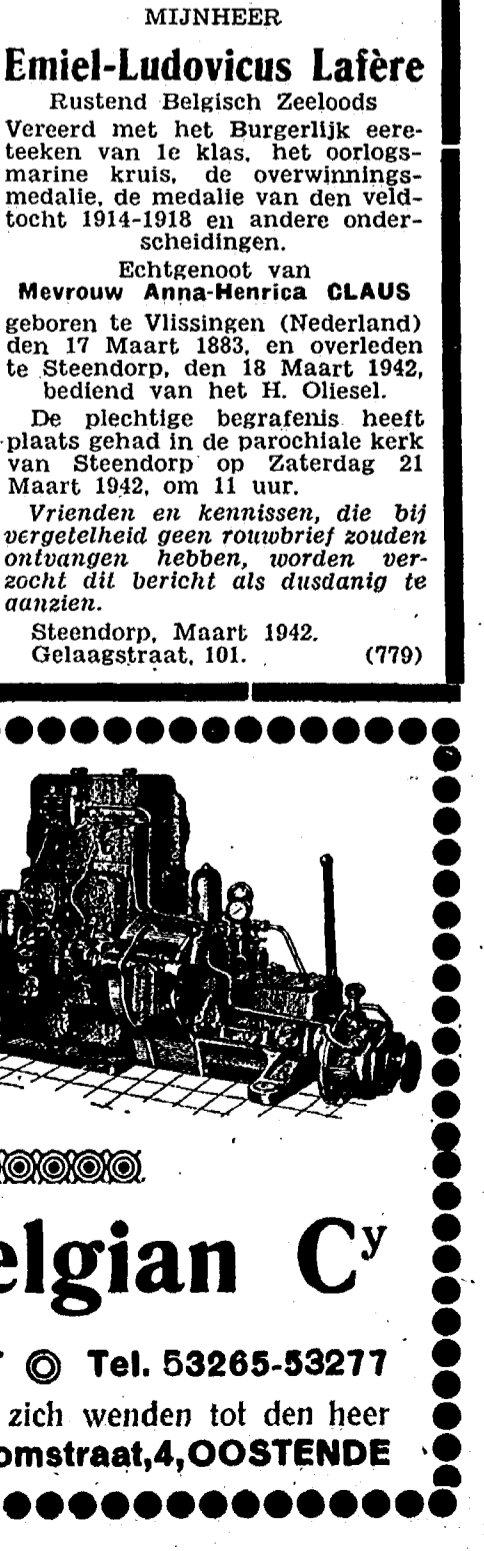 MIJNHEER
Emiel-Ludovicus Lafère
Rustend Belgisch Zeeloods
Vereerd met het Burgerlijk eere-
teeken van 1e klas, het oorlogs-
marine kruis, de overwinnings-
medalie, de medalie van den veld-
tocht 1914-1918 en andere onder-
scheidingen.
Echtgenoot van
Mevrouw Anna-Henrica CLAUS
geboren te Vlissingen (Nederland)
den 17 Maart 1883, en overleden
te Steendorp, den 18 Maart 1942,
bediend van het H. Oliesel.
De plechtige begrafenis heeft
plaats gehad in de parochiale kerk
van Steendorp op Zaterdag 21
Maart 1942, om 11 uur.
Vrienden en kennissen, die bij
vergetelheid geen rouwbrief zouden
ontvangen hebben, worden ver-
zocht dit bericht als dusdanig te
aanzien.
Steendorp, Maart 1942.
Gelaagstraat, 101. (779)
elgian Cy
Tel. 53265-53277
zich wenden tot den heer
omstraat,4,OOSTENDE